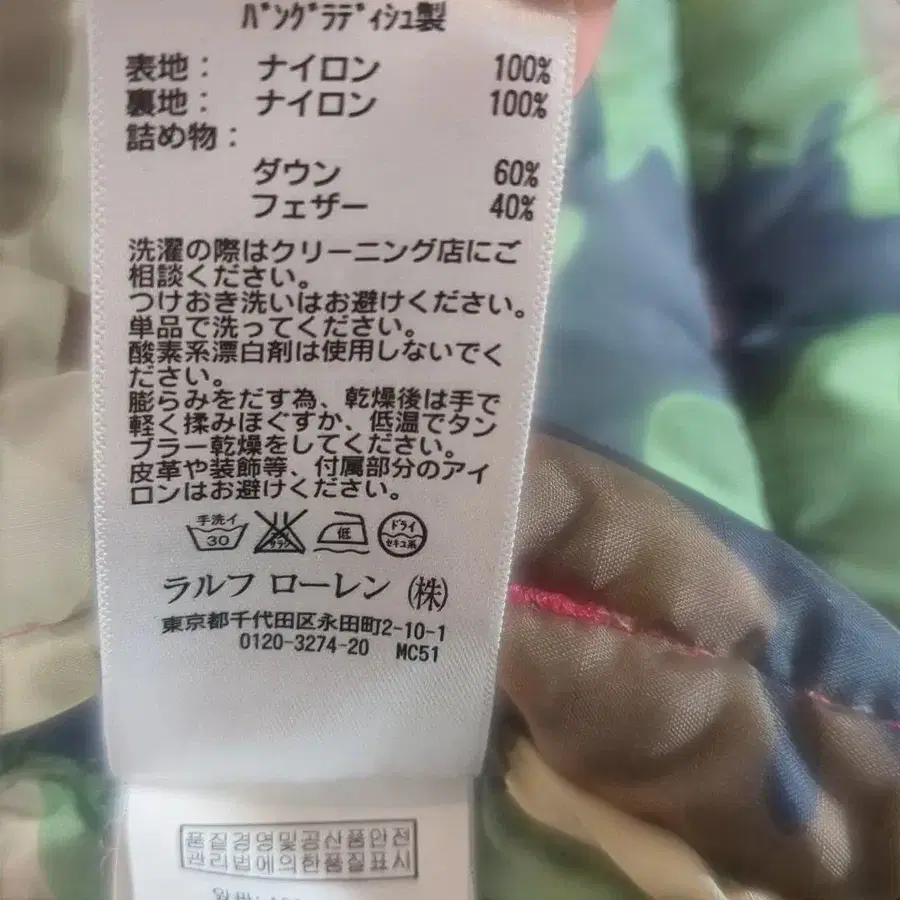 ﾊﾞﾝｸﾞﾗﾃﾞｨｼｭ製
表地： ナイロン 100%
裏地： ナイロン 100%
詰め物：
ダウン 60%
フェザー 40%
洗濯の際はクリーニング店にご
相談ください。
つけおき洗いはお避けください。
単品で洗ってください。
酸素系漂白剤は使用しないでく
ださい。
膨らみをだす為、乾燥後は手で
軽く揉みほぐすか、低温でタン
ブラー乾燥をしてください。
皮革や装飾等、付属部分のアイ
ロンはお避けください。
手洗イ 30 サラシ 低 ドライ セキユ系
ラルフ ローレン (株)
東京都千代田区永田町2-10-1
0120-3274-20 MC51
품질경영및공산품안전
관리법에의한품질표시